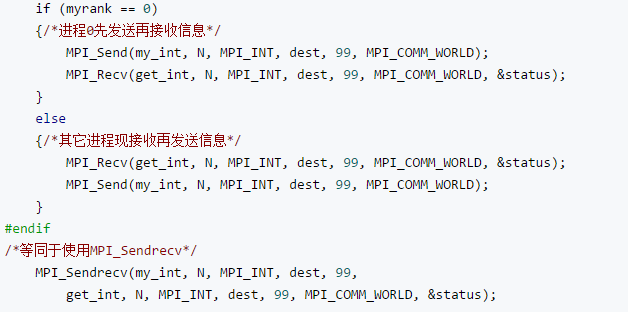 if (myrank == 0)
{/*进程0先发送再接收信息*/
MPI_Send(my_int, N, MPI_INT, dest, 99, MPI_COMM_WORLD);
MPI_Recv(get_int, N, MPI_INT, dest, 99, MPI_COMM_WORLD, &status);
}
else
{/*其它进程现接收再发送信息*/
MPI_Recv(get_int, N, MPI_INT, dest, 99, MPI_COMM_WORLD, &status);
MPI_Send(my_int, N, MPI_INT, dest, 99, MPI_COMM_WORLD);
}
#endif
/*等同于使用MPI_Sendrecv*/
MPI_Sendrecv(my_int, N, MPI_INT, dest, 99,
get_int, N, MPI_INT, dest, 99, MPI_COMM_WORLD, &status);